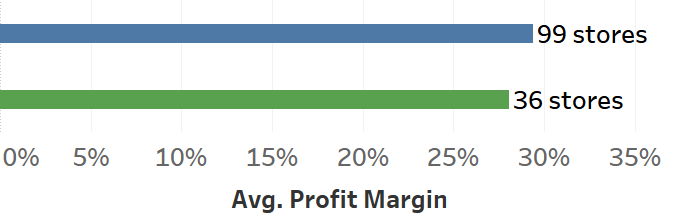 99 stores
36 stores
0% 5% 10% 15% 20% 25% 30% 35%
Avg. Profit Margin